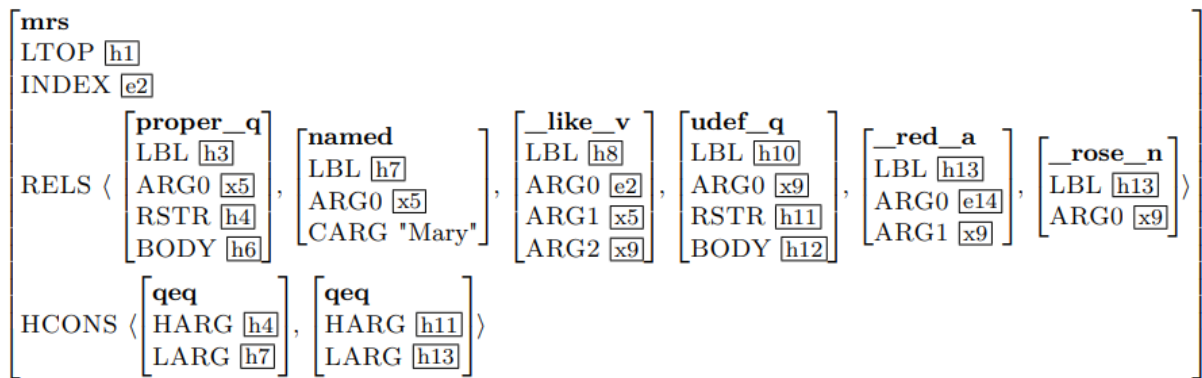 mrs
LTOP h1
INDEX e2
RELS ⟨ [proper_q LBL h3 ARG0 x5 RSTR h4 BODY h6], [named LBL h7 ARG0 x5 CARG "Mary"], [_like_v LBL h8 ARG0 e2 ARG1 x5 ARG2 x9], [udef_q LBL h10 ARG0 x9 RSTR h11 BODY h12], [_red_a LBL h13 ARG0 e14 ARG1 x9], [_rose_n LBL h13 ARG0 x9] ⟩
HCONS ⟨ [qeq HARG h4 LARG h7], [qeq HARG h11 LARG h13] ⟩